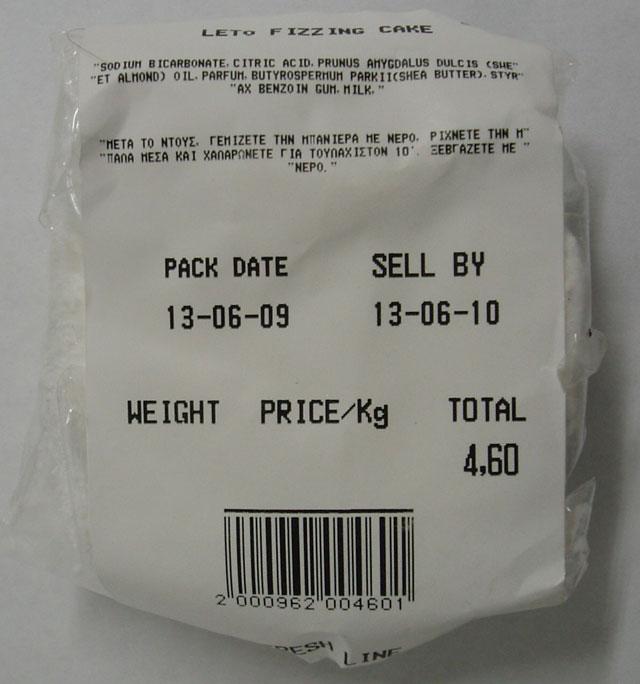 LETO FIZZING CAKE
"SODIUM BICARBONATE, CITRIC ACID, PRUNUS AMYGDALUS DULCIS (SWE"
"ET ALMOND) OIL, PARFUM, BUTYROSPERMUM PARKII(SHEA BUTTER), STYR"
"AX BENZOIN GUM, MILK, "
"ΜΕΤΑ ΤΟ ΝΤΟΥΣ, ΓΕΜΙΖΕΤΕ ΤΗΝ ΜΠΑΝΙΕΡΑ ΜΕ ΝΕΡΟ, ΡΙΧΝΕΤΕ ΤΗΝ Μ"
"ΠΑΛΑ ΜΕΣΑ ΚΑΙ ΧΑΛΑΡΩΝΕΤΕ ΓΙΑ ΤΟΥΛΑΧΙΣΤΟΝ 10', ΞΕΒΓΑΖΕΤΕ ΜΕ "
"ΝΕΡΟ, "
PACK DATE SELL BY
13-06-09 13-06-10
WEIGHT PRICE/Kg TOTAL
4,60
2 000962 004601
RESH LINE